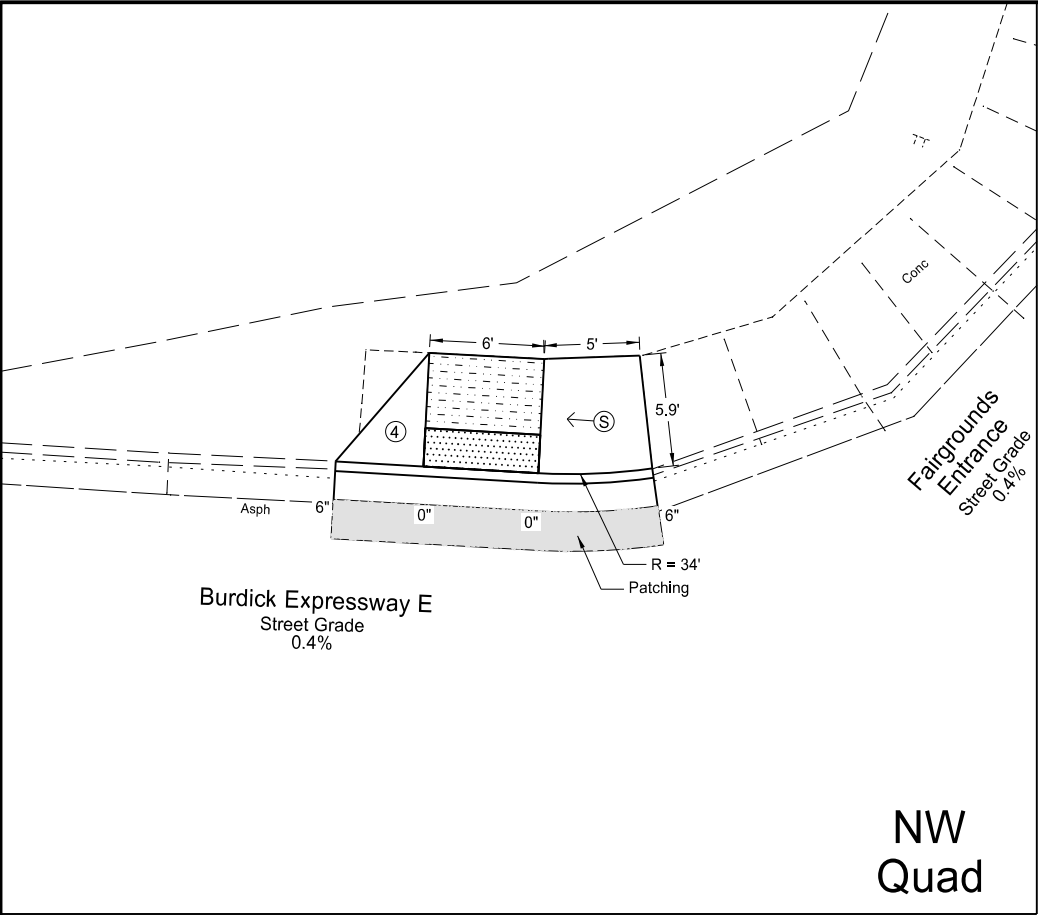 Conc
6'
5'
5.9'
S
4
Fairgrounds
Entrance
Street Grade
0.4%
Asph
6"
0"
0"
6"
R = 34'
Patching
Burdick Expressway E
Street Grade
0.4%
NW
Quad